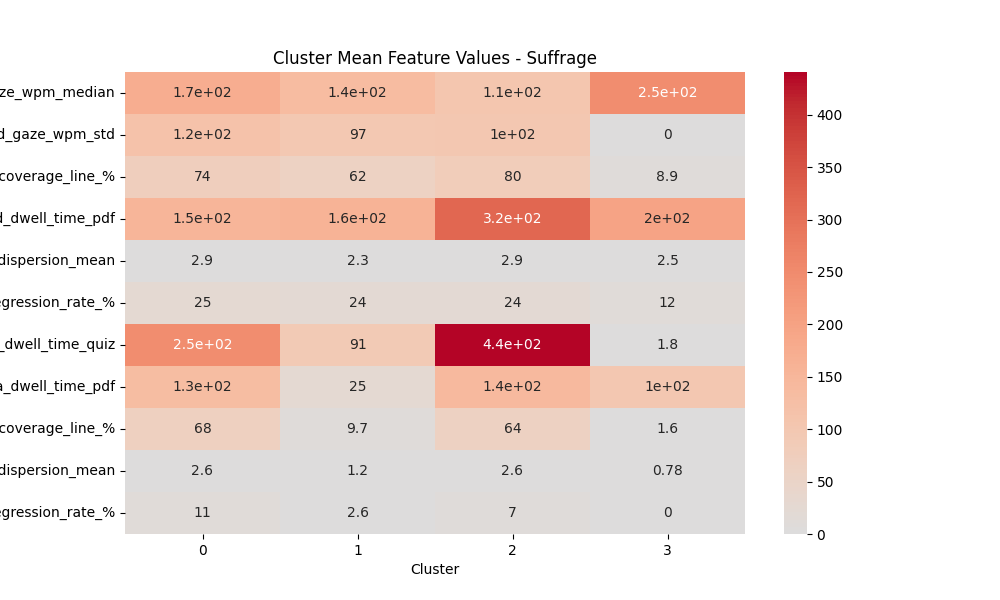 Cluster Mean Feature Values - Suffrage
ze_wpm_median 1.7e+02 1.4e+02 1.1e+02 2.5e+02
d_gaze_wpm_std 1.2e+02 97 1e+02 0
coverage_line_% 74 62 80 8.9
d_dwell_time_pdf 1.5e+02 1.6e+02 3.2e+02 2e+02
dispersion_mean 2.9 2.3 2.9 2.5
egression_rate_% 25 24 24 12
_dwell_time_quiz 2.5e+02 91 4.4e+02 1.8
a_dwell_time_pdf 1.3e+02 25 1.4e+02 1e+02
coverage_line_% 68 9.7 64 1.6
dispersion_mean 2.6 1.2 2.6 0.78
egression_rate_% 11 2.6 7 0
0 1 2 3
Cluster
400
350
300
250
200
150
100
50
0